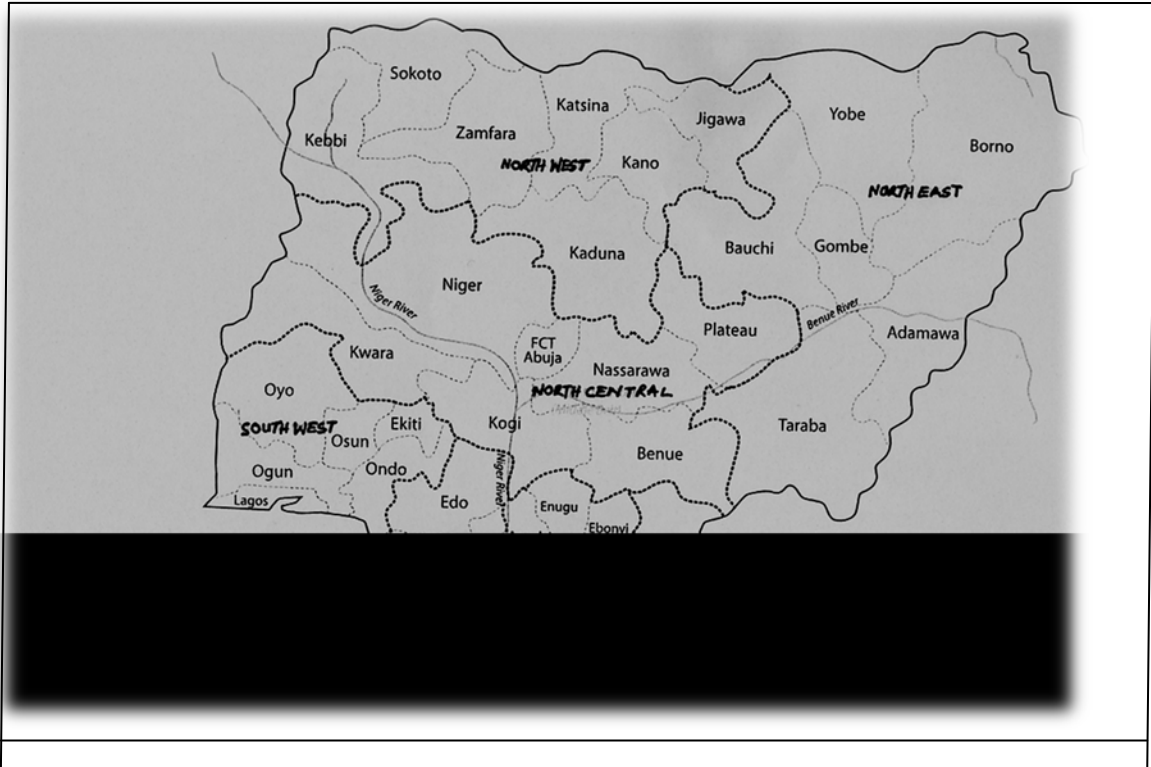 Sokoto
Katsina
Jigawa
Yobe
Kebbi
Zamfara
Borno
NORTH WEST
Kano
NORTH EAST
Kaduna
Bauchi
Gombe
Niger
Niger River
Benue River
Plateau
Adamawa
FCT
Abuja
Kwara
Nassarawa
Oyo
NORTH CENTRAL
Kogi
Ekiti
SOUTH WEST
Osun
Taraba
Benue
Ogun
Ondo
Niger River
Lagos
Edo
Enugu
Ebonyi